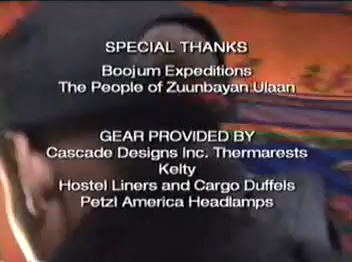 SPECIAL THANKS
Boojum Expeditions
The People of Zuunbayan Ulaan
GEAR PROVIDED BY
Cascade Designs Inc. Thermarests
Kelty
Hostel Liners and Cargo Duffels
Petzl America Headlamps